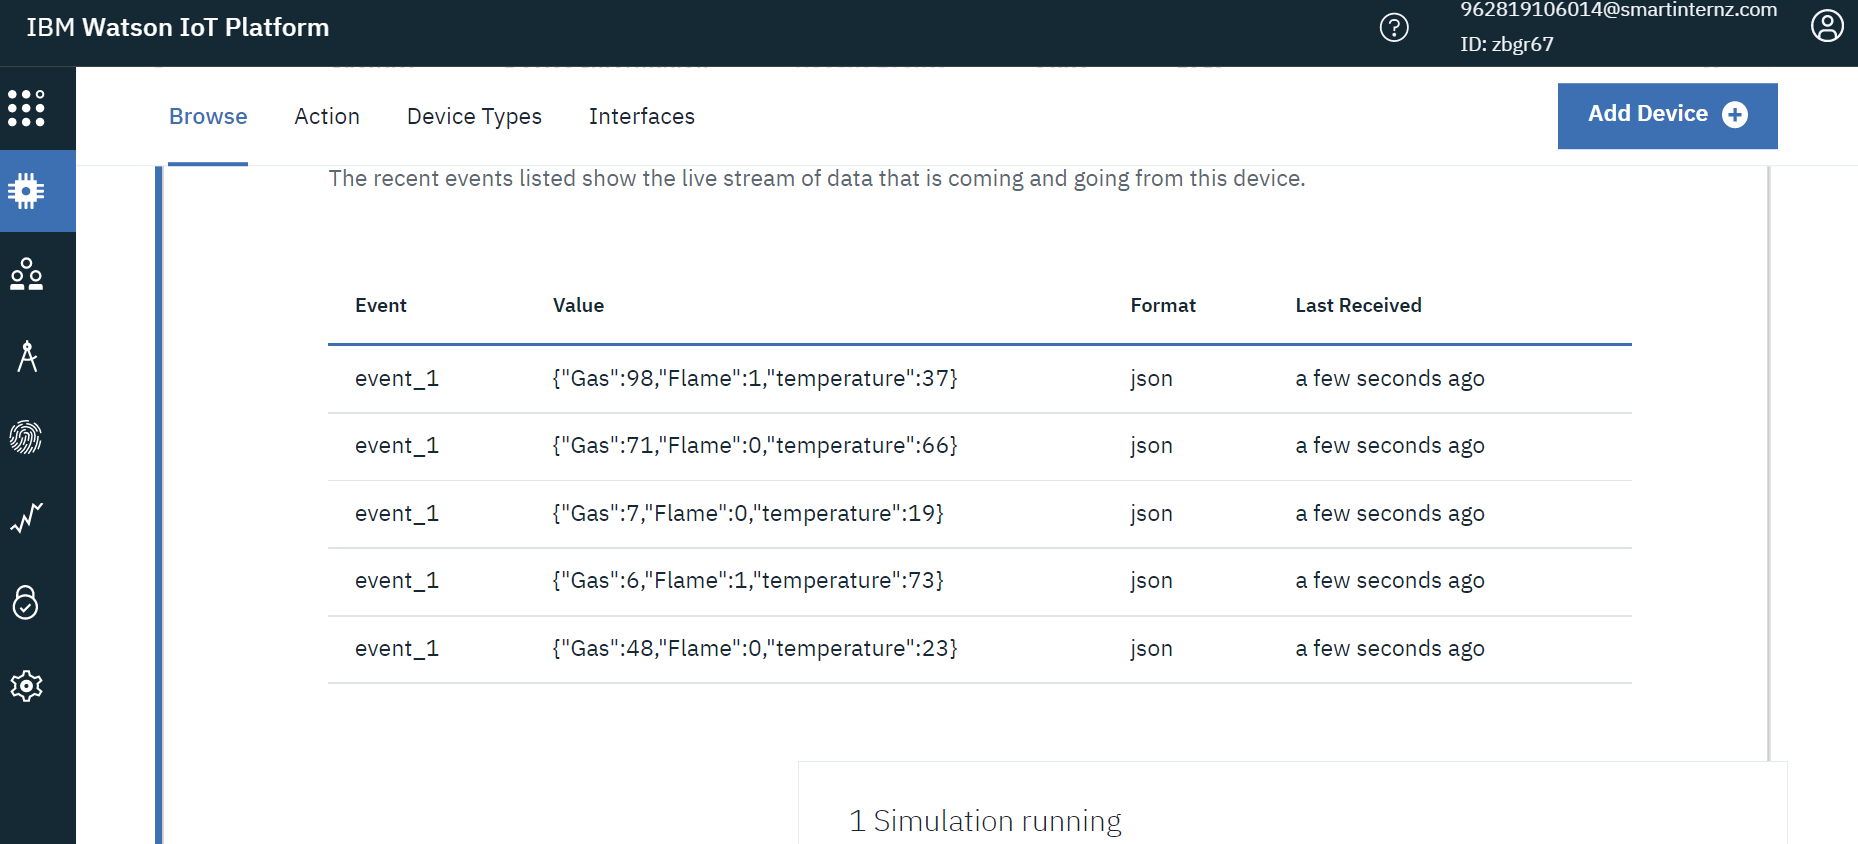 IBM Watson IoT Platform
962819106014@smartinternz.com
ID: zbgr67
Browse Action Device Types Interfaces
Add Device
The recent events listed show the live stream of data that is coming and going from this device.
Event Value Format Last Received
event_1 {"Gas":98,"Flame":1,"temperature":37} json a few seconds ago
event_1 {"Gas":71,"Flame":0,"temperature":66} json a few seconds ago
event_1 {"Gas":7,"Flame":0,"temperature":19} json a few seconds ago
event_1 {"Gas":6,"Flame":1,"temperature":73} json a few seconds ago
event_1 {"Gas":48,"Flame":0,"temperature":23} json a few seconds ago
1 Simulation running